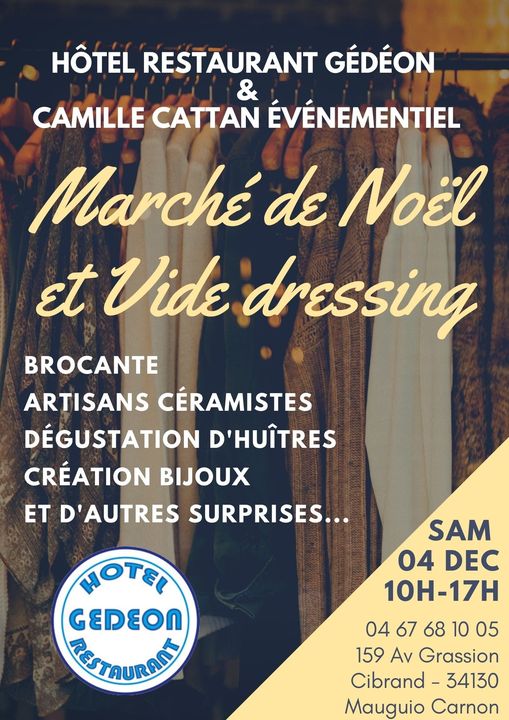 HÔTEL RESTAURANT GÉDÉON
&
CAMILLE CATTAN ÉVÉNEMENTIEL
Marché de Noël
et Vide dressing
BROCANTE
ARTISANS CÉRAMISTES
DÉGUSTATION D'HUÎTRES
CRÉATION BIJOUX
ET D'AUTRES SURPRISES...
HOTEL
GEDEON
RESTAURANT
SAM
04 DEC
10H-17H
04 67 68 10 05
159 Av Grassion
Cibrand - 34130
Mauguio Carnon